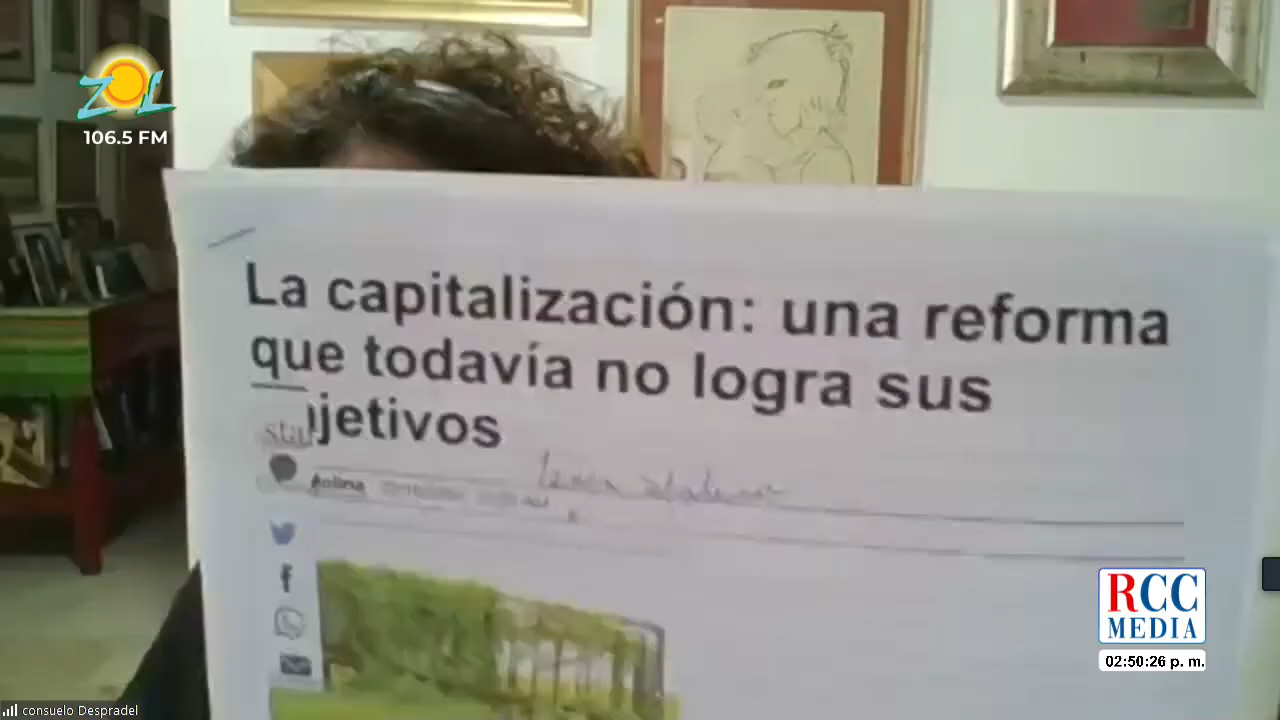 ZOL
106.5 FM
La capitalización: una reforma
que todavía no logra sus
jetivos
RCC
MEDIA
02:50:26 p. m.
consuelo Despradel